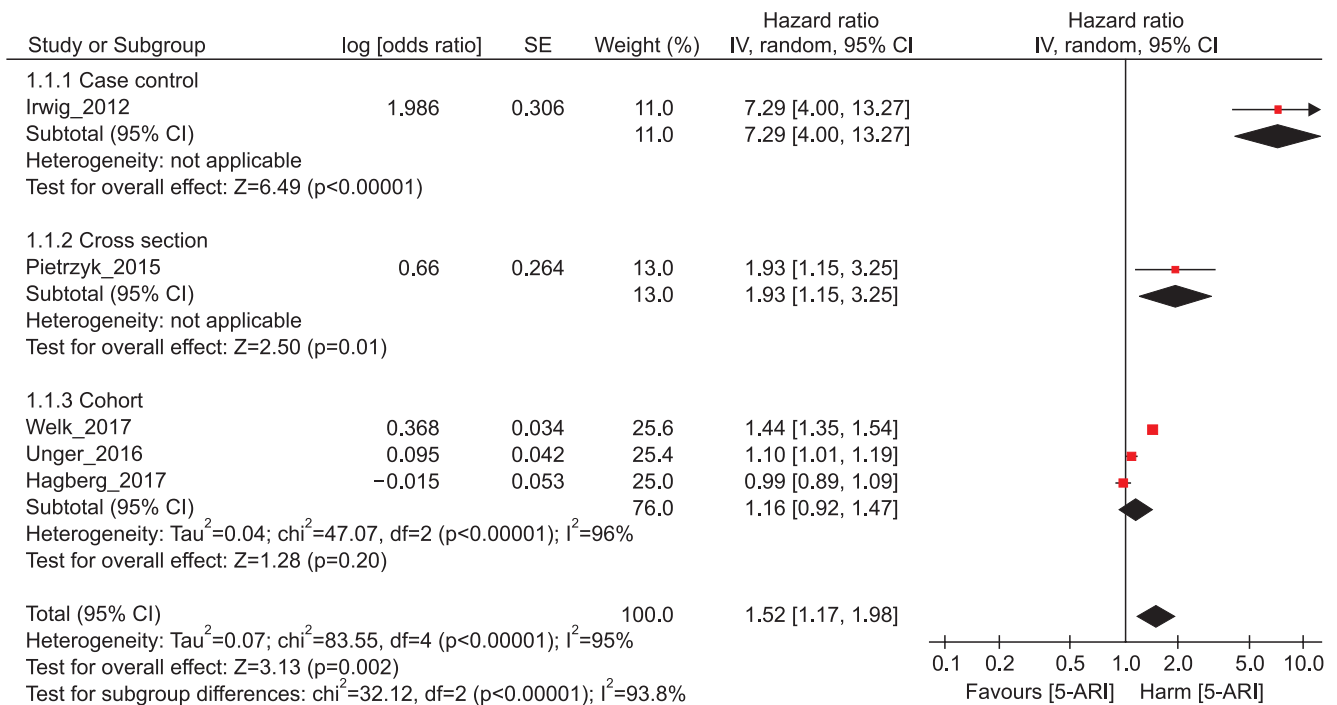 Hazard ratio Hazard ratio
Study or Subgroup log [odds ratio] SE Weight (%) IV, random, 95% CI IV, random, 95% CI
1.1.1 Case control
Irwig_2012 1.986 0.306 11.0 7.29 [4.00, 13.27]
Subtotal (95% CI) 11.0 7.29 [4.00, 13.27]
Heterogeneity: not applicable
Test for overall effect: Z=6.49 (p<0.00001)
1.1.2 Cross section
Pietrzyk_2015 0.66 0.264 13.0 1.93 [1.15, 3.25]
Subtotal (95% CI) 13.0 1.93 [1.15, 3.25]
Heterogeneity: not applicable
Test for overall effect: Z=2.50 (p=0.01)
1.1.3 Cohort
Welk_2017 0.368 0.034 25.6 1.44 [1.35, 1.54]
Unger_2016 0.095 0.042 25.4 1.10 [1.01, 1.19]
Hagberg_2017 −0.015 0.053 25.0 0.99 [0.89, 1.09]
Subtotal (95% CI) 76.0 1.16 [0.92, 1.47]
Heterogeneity: Tau²=0.04; chi²=47.07, df=2 (p<0.00001); I²=96%
Test for overall effect: Z=1.28 (p=0.20)
Total (95% CI) 100.0 1.52 [1.17, 1.98]
Heterogeneity: Tau²=0.07; chi²=83.55, df=4 (p<0.00001); I²=95%
Test for overall effect: Z=3.13 (p=0.002)
Test for subgroup differences: chi²=32.12, df=2 (p<0.00001); I²=93.8%
0.1 0.2 0.5 1.0 2.0 5.0 10.0
Favours [5-ARI] Harm [5-ARI]